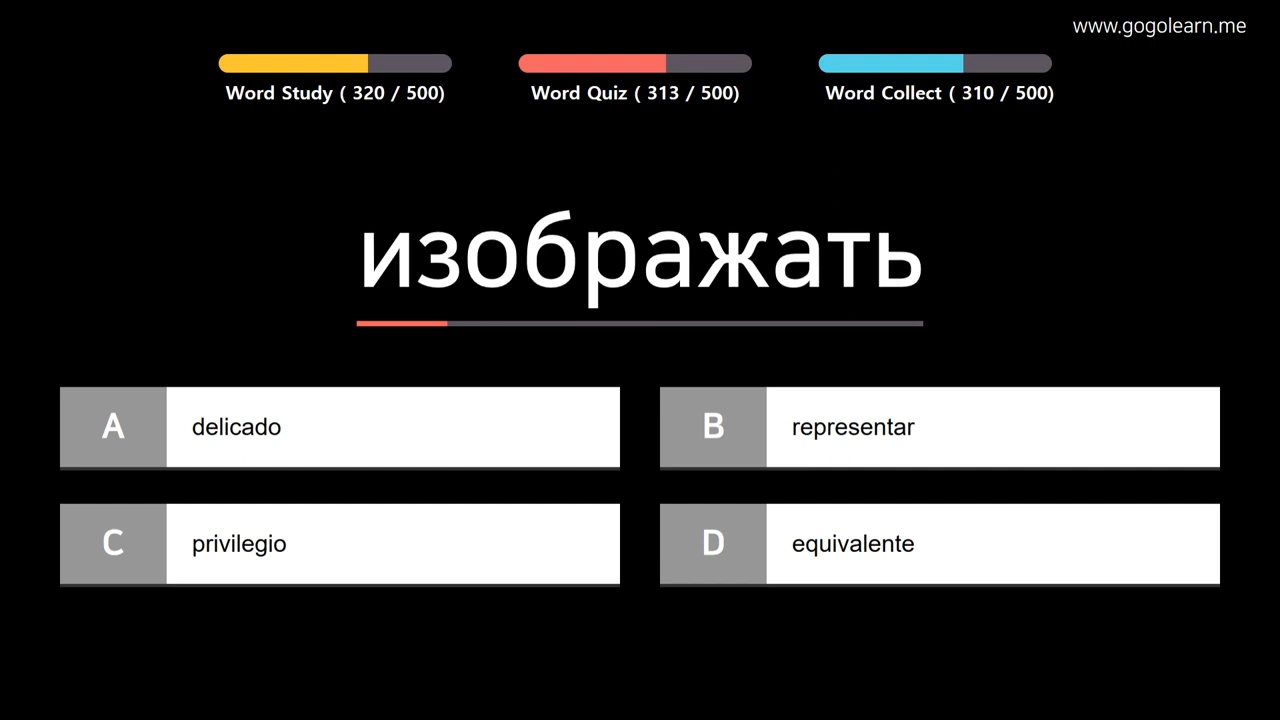 www.gogolearn.me
Word Study ( 320 / 500)
Word Quiz ( 313 / 500)
Word Collect ( 310 / 500)
изображать
A delicado
B representar
C privilegio
D equivalente